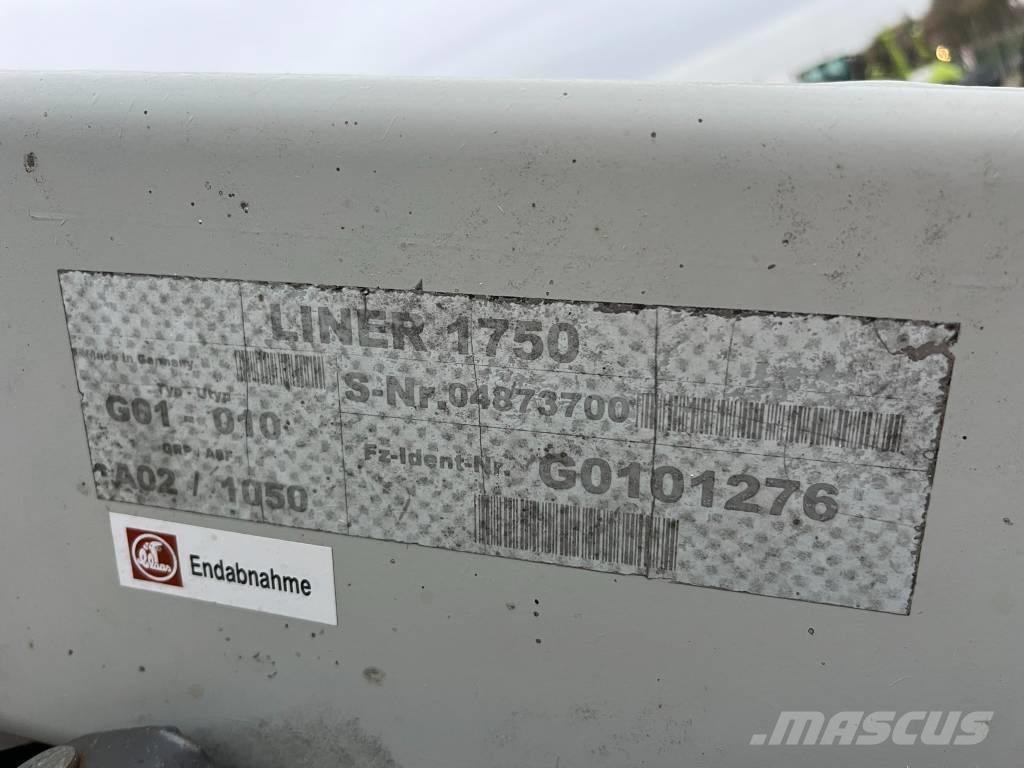 LINER 1750
Made in Germany
Typ - Utyp
G01 - 010
S-Nr.04873700
Fz-Ident-Nr. G0101276
A02 / 1050
Claas
Endabnahme
MASCUS